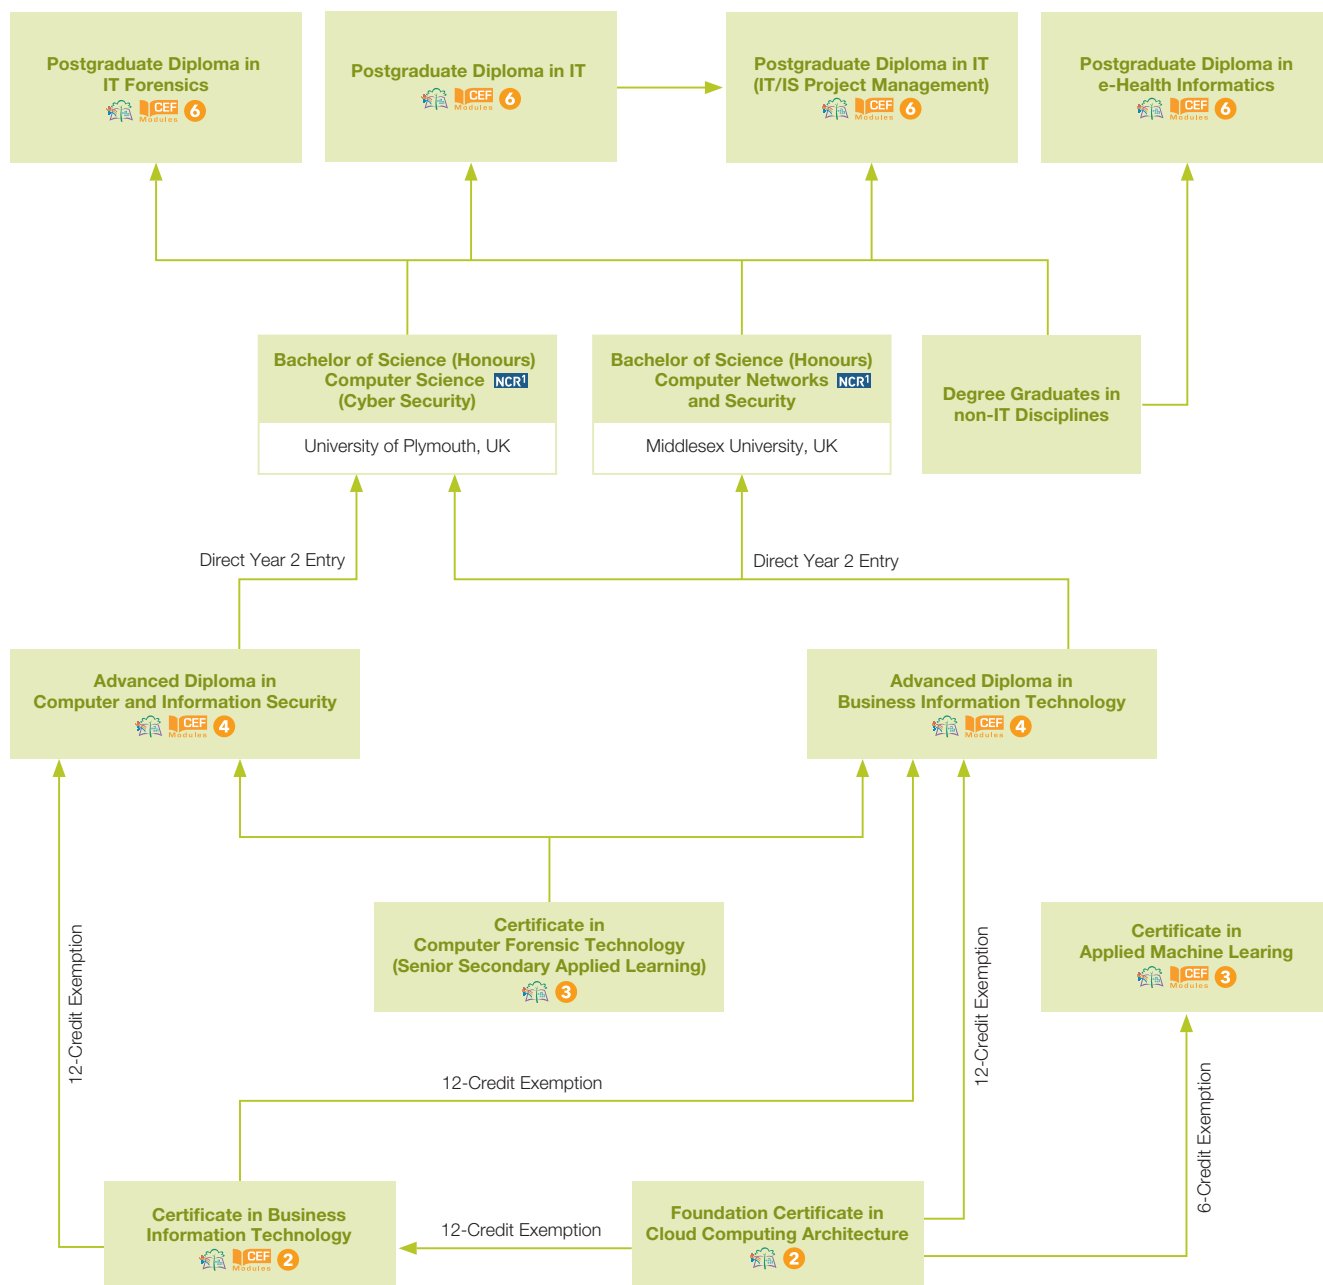 Postgraduate Diploma in
IT Forensics
CEF
Modules
6
Postgraduate Diploma in IT
CEF
Modules
6
Postgraduate Diploma in IT
(IT/IS Project Management)
CEF
Modules
6
Postgraduate Diploma in
e-Health Informatics
CEF
Modules
6
Bachelor of Science (Honours)
Computer Science NCR1
(Cyber Security)
University of Plymouth, UK
Bachelor of Science (Honours)
Computer Networks NCR1
and Security
Middlesex University, UK
Degree Graduates in
non-IT Disciplines
Direct Year 2 Entry
Direct Year 2 Entry
Advanced Diploma in
Computer and Information Security
CEF
Modules
4
Advanced Diploma in
Business Information Technology
CEF
Modules
4
12-Credit Exemption
Certificate in
Computer Forensic Technology
(Senior Secondary Applied Learning)
3
12-Credit Exemption
Certificate in
Applied Machine Learing
CEF
Modules
3
12-Credit Exemption
6-Credit Exemption
Certificate in Business
Information Technology
CEF
Modules
2
12-Credit Exemption
Foundation Certificate in
Cloud Computing Architecture
2